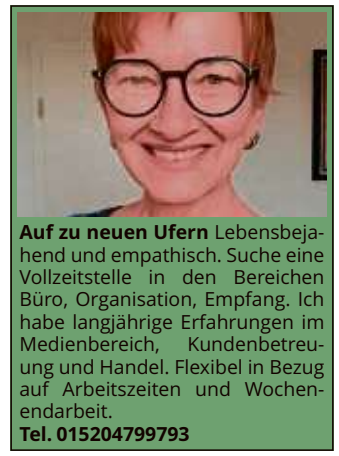 Auf zu neuen Ufern Lebensbeja-
hend und empathisch. Suche eine
Vollzeitstelle in den Bereichen
Büro, Organisation, Empfang. Ich
habe langjährige Erfahrungen im
Medienbereich, Kundenbetreu-
ung und Handel. Flexibel in Bezug
auf Arbeitszeiten und Wochen-
endarbeit.
Tel. 015204799793